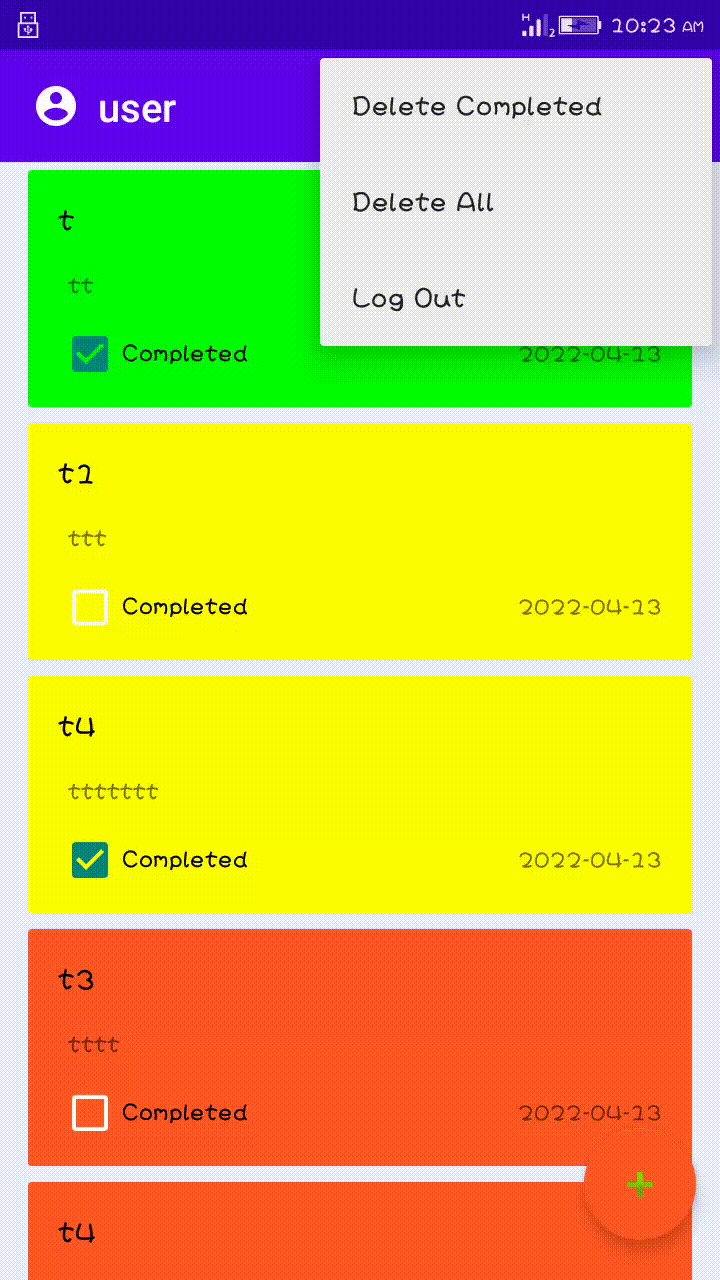 H 2 10:23 AM
user
Delete Completed
Delete All
Log Out
t
tt
Completed 2022-04-13
t1
ttt
Completed 2022-04-13
t4
ttttttt
Completed 2022-04-13
t3
tttt
Completed 2022-04-13
+
t4